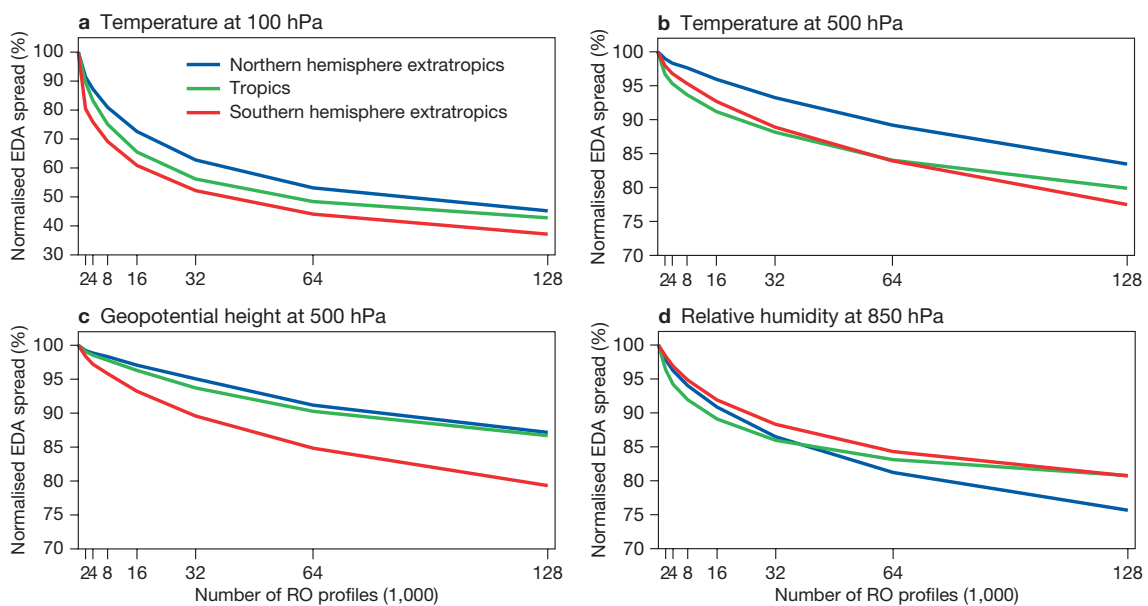 a Temperature at 100 hPa
Normalised EDA spread (%)
100
90
80
70
60
50
40
30
Northern hemisphere extratropics
Tropics
Southern hemisphere extratropics
2 4 8 16 32 64 128
b Temperature at 500 hPa
Normalised EDA spread (%)
100
95
90
85
80
75
70
2 4 8 16 32 64 128
c Geopotential height at 500 hPa
Normalised EDA spread (%)
100
95
90
85
80
75
70
2 4 8 16 32 64 128
Number of RO profiles (1,000)
d Relative humidity at 850 hPa
Normalised EDA spread (%)
100
95
90
85
80
75
70
2 4 8 16 32 64 128
Number of RO profiles (1,000)